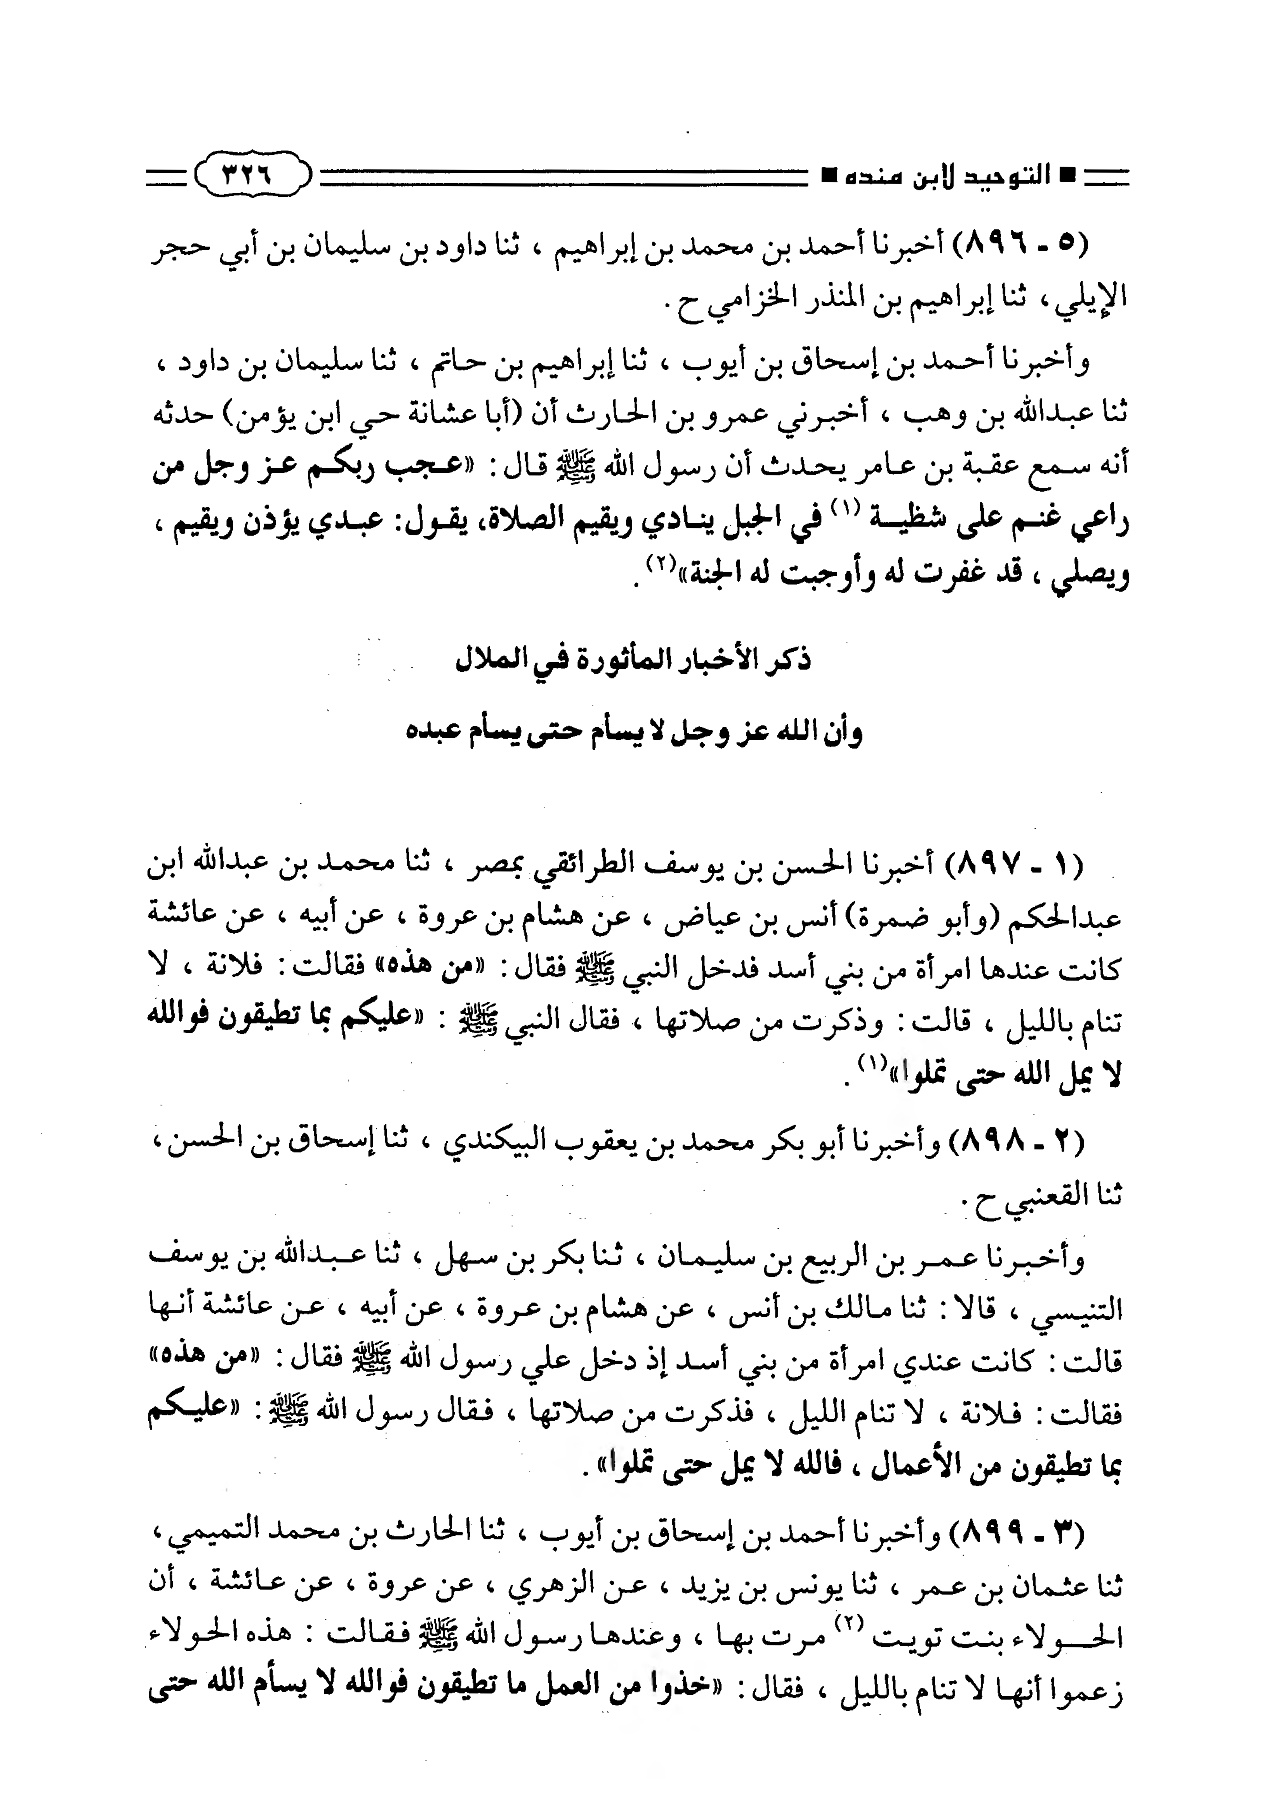 ■ التوحيد لابن منده ■ ٣٢٦
(٥ - ٨٩٦) أخبرنا أحمد بن محمد بن إبراهيم ، ثنا داود بن سليمان بن أبي حجر
الإيلي، ثنا إبراهيم بن المنذر الخزامي ح.
وأخبرنا أحمد بن إسحاق بن أيوب ، ثنا إبراهيم بن حاتم ، ثنا سليمان بن داود ،
ثنا عبدالله بن وهب ، أخبرني عمرو بن الحارث أن (أبا عشانة حي ابن يؤمن) حدثه
أنه سمع عقبة بن عامر يحدث أن رسول الله ﷺ قال: «عجب ربكم عز وجل من
راعي غنم على شظية (١) في الجبل ينادي ويقيم الصلاة، يقول: عبدي يؤذن ويقيم ،
ويصلي ، قد غفرت له وأوجبت له الجنة»(٢).
ذكر الأخبار المأثورة في الملال
وأن الله عز وجل لا يسأم حتى يسأم عبده
(١ - ٨٩٧) أخبرنا الحسن بن يوسف الطرائقي بمصر ، ثنا محمد بن عبدالله ابن
عبدالحكم (وأبو ضمرة) أنس بن عياض ، عن هشام بن عروة ، عن أبيه ، عن عائشة
كانت عندها امرأة من بني أسد فدخل النبي ﷺ فقال: «من هذه» فقالت: فلانة ، لا
تنام بالليل ، قالت: وذكرت من صلاتها ، فقال النبي ﷺ : «عليكم بما تطيقون فوالله
لا يمل الله حتى تملوا»(١).
(٢ - ٨٩٨) وأخبرنا أبو بكر محمد بن يعقوب البيكندي ، ثنا إسحاق بن الحسن،
ثنا القعنبي ح.
وأخبرنا عمر بن الربيع بن سليمان ، ثنا بكر بن سهل ، ثنا عبدالله بن يوسف
التنيسي ، قالا: ثنا مالك بن أنس ، عن هشام بن عروة ، عن أبيه ، عن عائشة أنها
قالت: كانت عندي امرأة من بني أسد إذ دخل علي رسول الله ﷺ فقال: «من هذه»
فقالت: فلانة ، لا تنام الليل ، فذكرت من صلاتها ، فقال رسول الله ﷺ: «عليكم
بما تطيقون من الأعمال ، فالله لا يمل حتى تملوا».
(٣ - ٨٩٩) وأخبرنا أحمد بن إسحاق بن أيوب ، ثنا الحارث بن محمد التميمي،
ثنا عثمان بن عمر ، ثنا يونس بن يزيد ، عن الزهري ، عن عروة ، عن عائشة ، أن
الحولاء بنت تويت (٢) مرت بها ، وعندها رسول الله ﷺ فقالت : هذه الحولاء
زعموا أنها لا تنام بالليل ، فقال: «خذوا من العمل ما تطيقون فوالله لا يسأم الله حتى